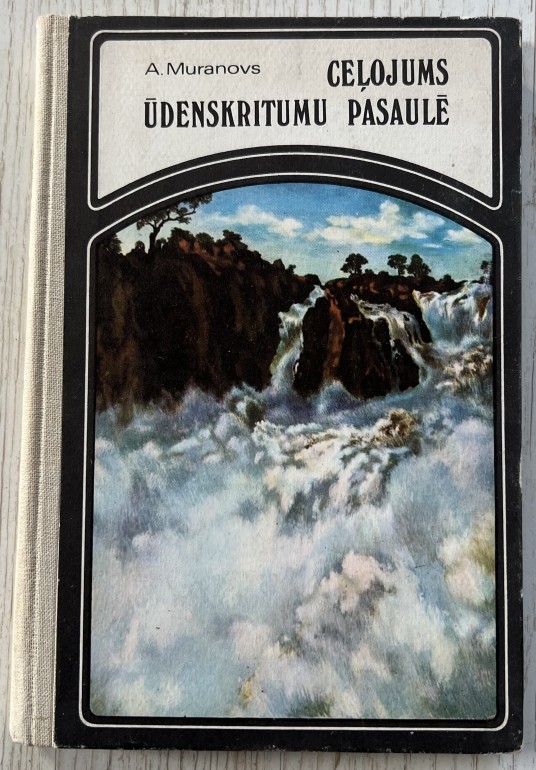 A. Muranovs
CEĻOJUMS
ŪDENSKRITUMU PASAULĒ